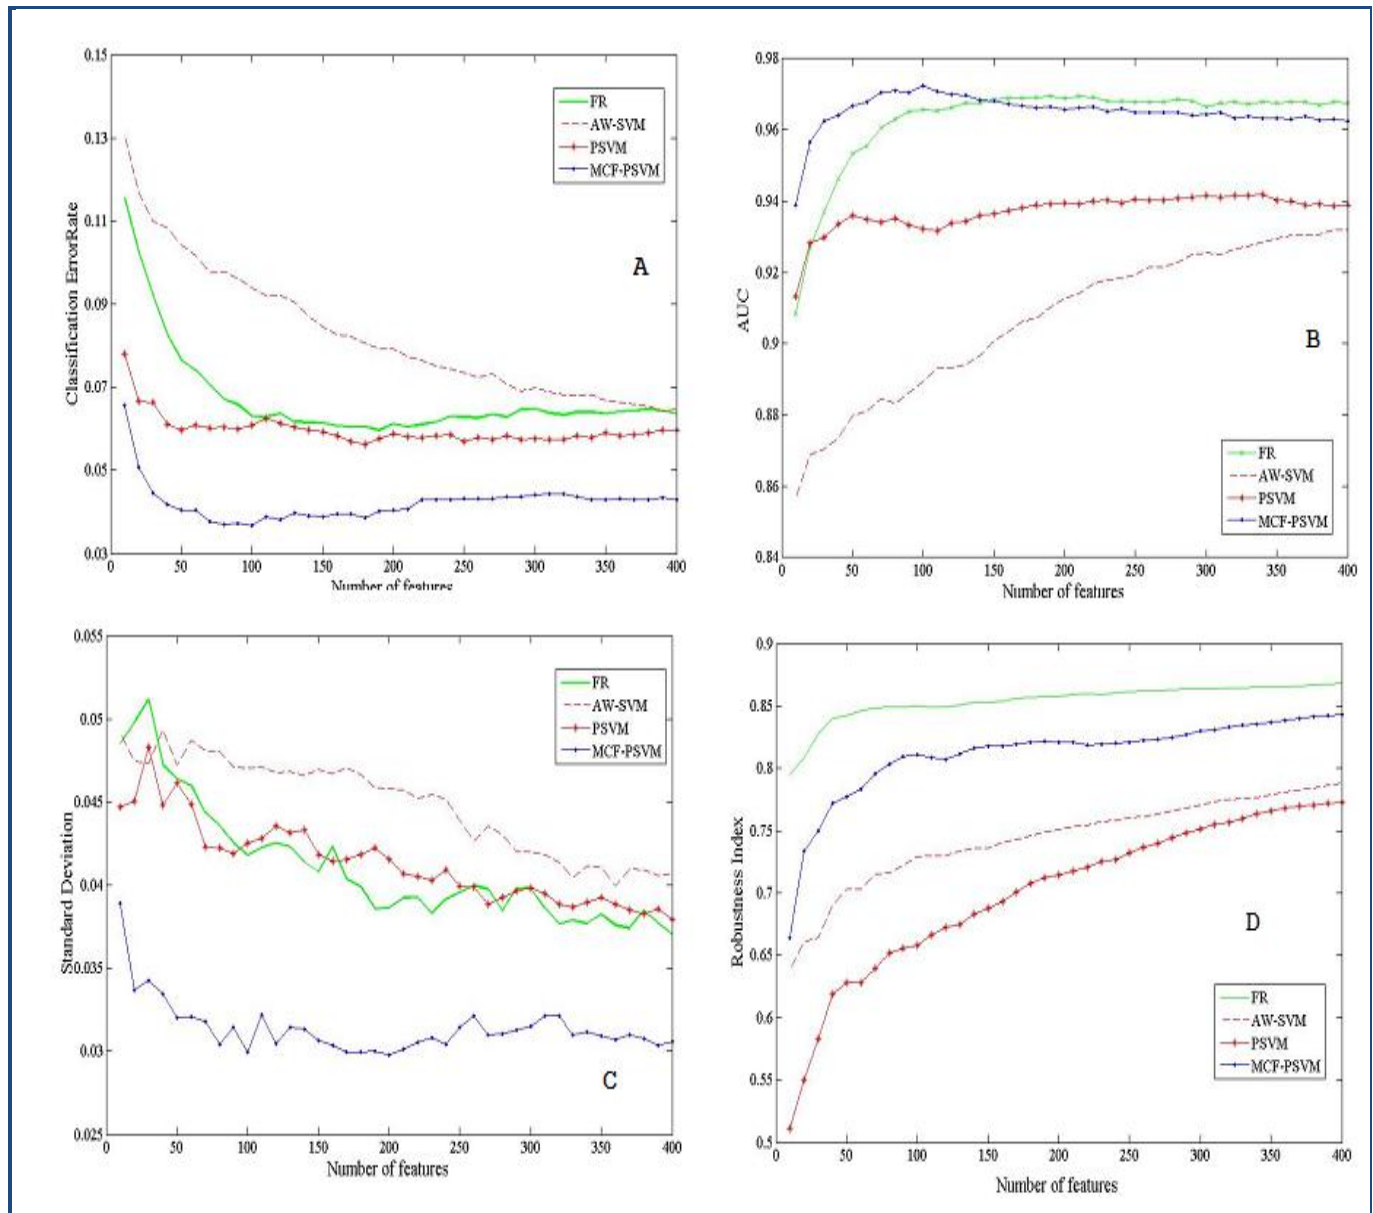 0.15
0.13
0.11
0.09
0.07
0.05
0.03
Classification ErrorRate
FR
AW-SVM
PSVM
MCF-PSVM
A
0 50 100 150 200 250 300 350 400
Number of features
0.98
0.96
0.94
0.92
0.9
0.88
0.86
0.84
AUC
B
FR
AW-SVM
PSVM
MCF-PSVM
0 50 100 150 200 250 300 350 400
Number of features
0.055
0.05
0.045
0.04
0.035
0.03
0.025
Standard Deviation
FR
AW-SVM
PSVM
MCF-PSVM
C
0 50 100 150 200 250 300 350 400
Number of features
0.9
0.85
0.8
0.75
0.7
0.65
0.6
0.55
0.5
Robustness Index
D
FR
AW-SVM
PSVM
MCF-PSVM
0 50 100 150 200 250 300 350 400
Number of features